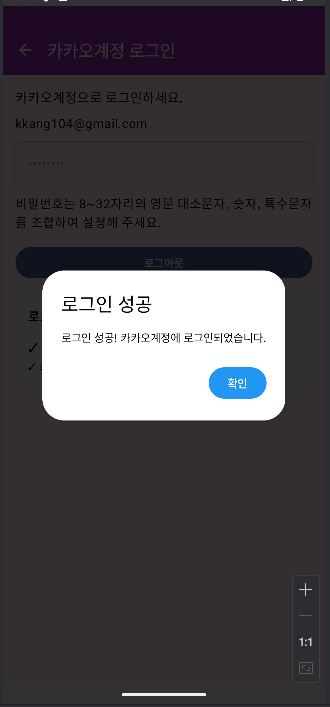 카카오계정 로그인
카카오계정으로 로그인하세요.
kkang104@gmail.com
비밀번호는 8~32자리의 영문 대소문자, 숫자, 특수문자
를 조합하여 설정해 주세요.
로그아웃
로그인 성공
로그인 성공! 카카오계정에 로그인되었습니다.
확인
1:1